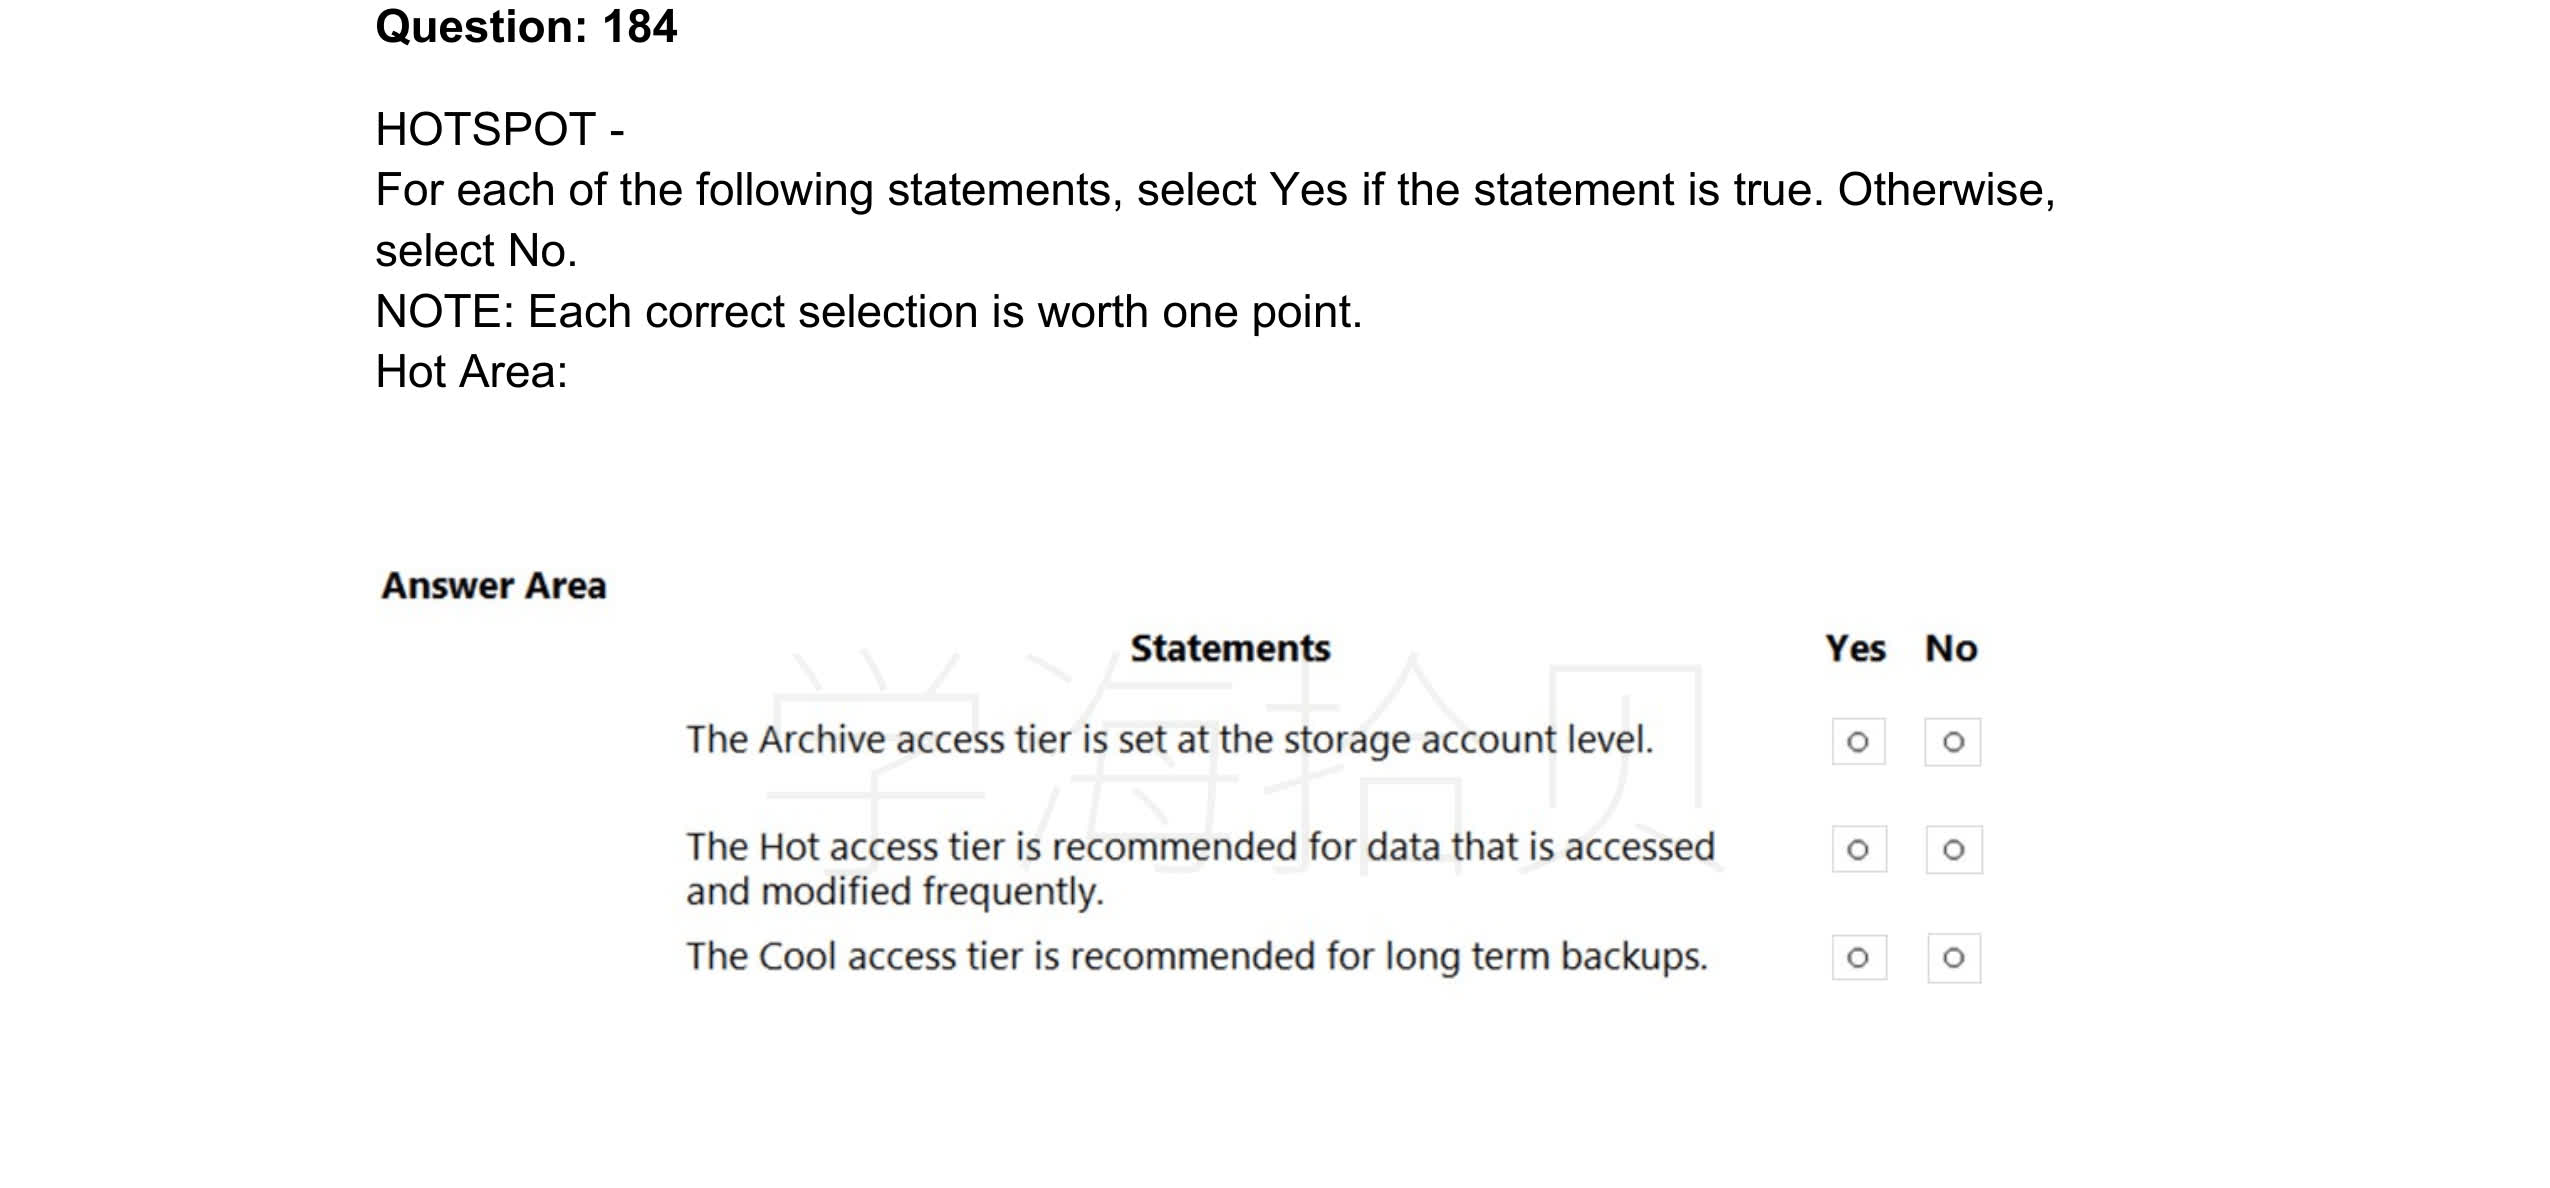 Question: 184
HOTSPOT -
For each of the following statements, select Yes if the statement is true. Otherwise,
select No.
NOTE: Each correct selection is worth one point.
Hot Area:
Answer Area
Statements Yes No
The Archive access tier is set at the storage account level.
The Hot access tier is recommended for data that is accessed
and modified frequently.
The Cool access tier is recommended for long term backups.
学海拾贝